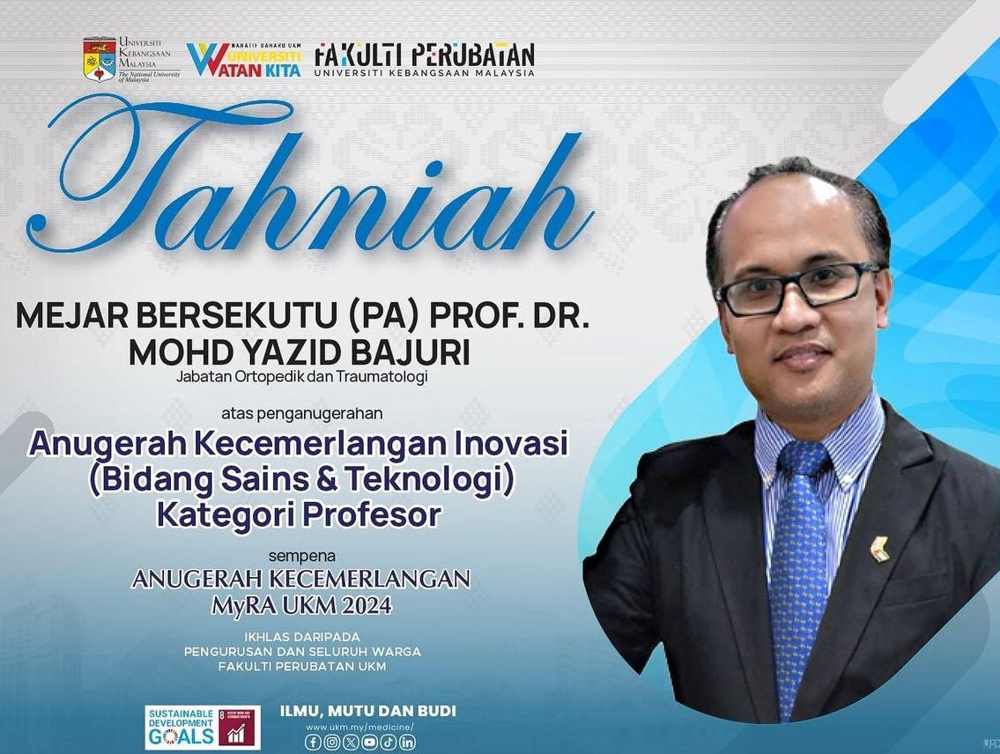 UNIVERSITI
KEBANGSAAN
MALAYSIA
The National University
of Malaysia
NARATIF BAHARU UKM
UNIVERSITI
WATAN KITA
FAKULTI PERUBATAN
UNIVERSITI KEBANGSAAN MALAYSIA
Tahniah
MEJAR BERSEKUTU (PA) PROF. DR.
MOHD YAZID BAJURI
Jabatan Ortopedik dan Traumatologi
atas penganugerahan
Anugerah Kecemerlangan Inovasi
(Bidang Sains & Teknologi)
Kategori Profesor
sempena
ANUGERAH KECEMERLANGAN
MyRA UKM 2024
IKHLAS DARIPADA
PENGURUSAN DAN SELURUH WARGA
FAKULTI PERUBATAN UKM
SUSTAINABLE
DEVELOPMENT
GOALS
8 DECENT WORK AND
ECONOMIC GROWTH
ILMU, MUTU DAN BUDI
www.ukm.my/medicine/